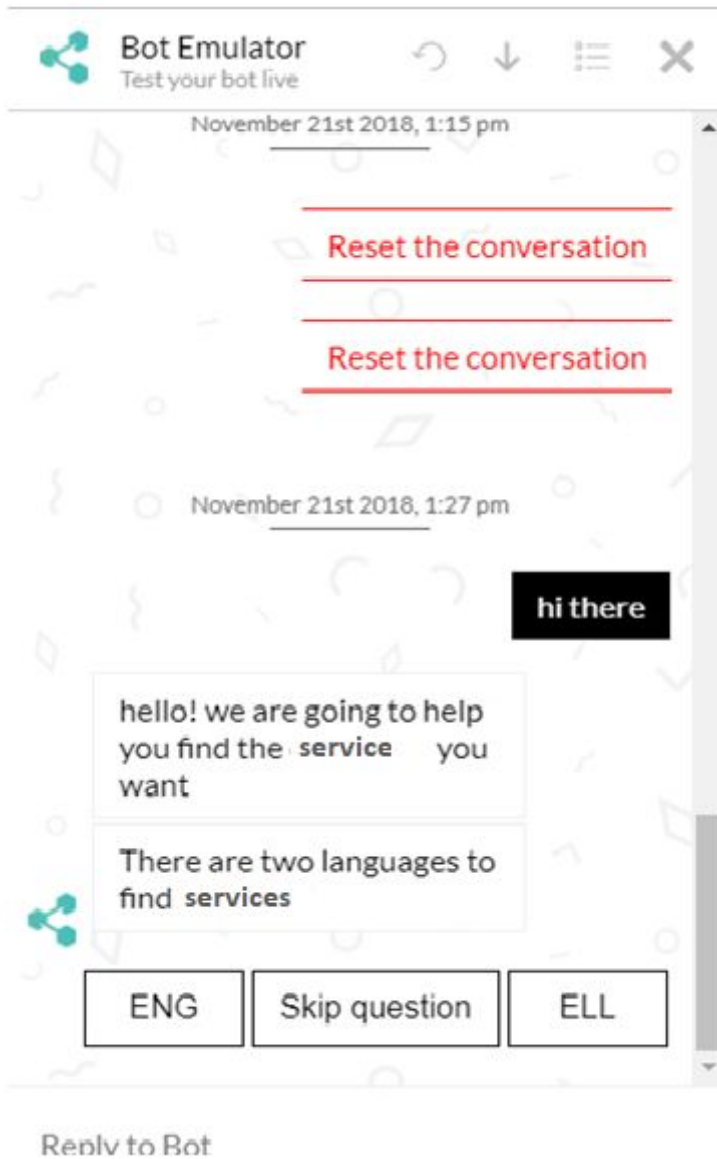 Bot Emulator
Test your bot live
November 21st 2018, 1:15 pm
Reset the conversation
Reset the conversation
November 21st 2018, 1:27 pm
hi there
hello! we are going to help
you find the service you
want
There are two languages to
find services
ENG
Skip question
ELL
Reply to Bot